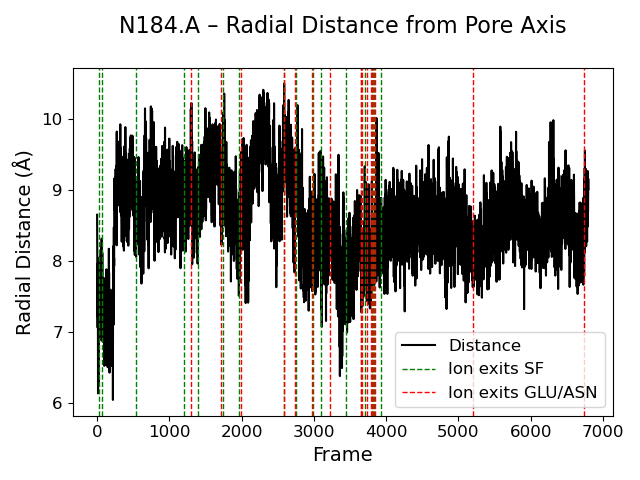 N184.A – Radial Distance from Pore Axis
Radial Distance (Å)
10
9
8
7
6
0
1000
2000
3000
4000
5000
6000
7000
Frame
Distance
Ion exits SF
Ion exits GLU/ASN